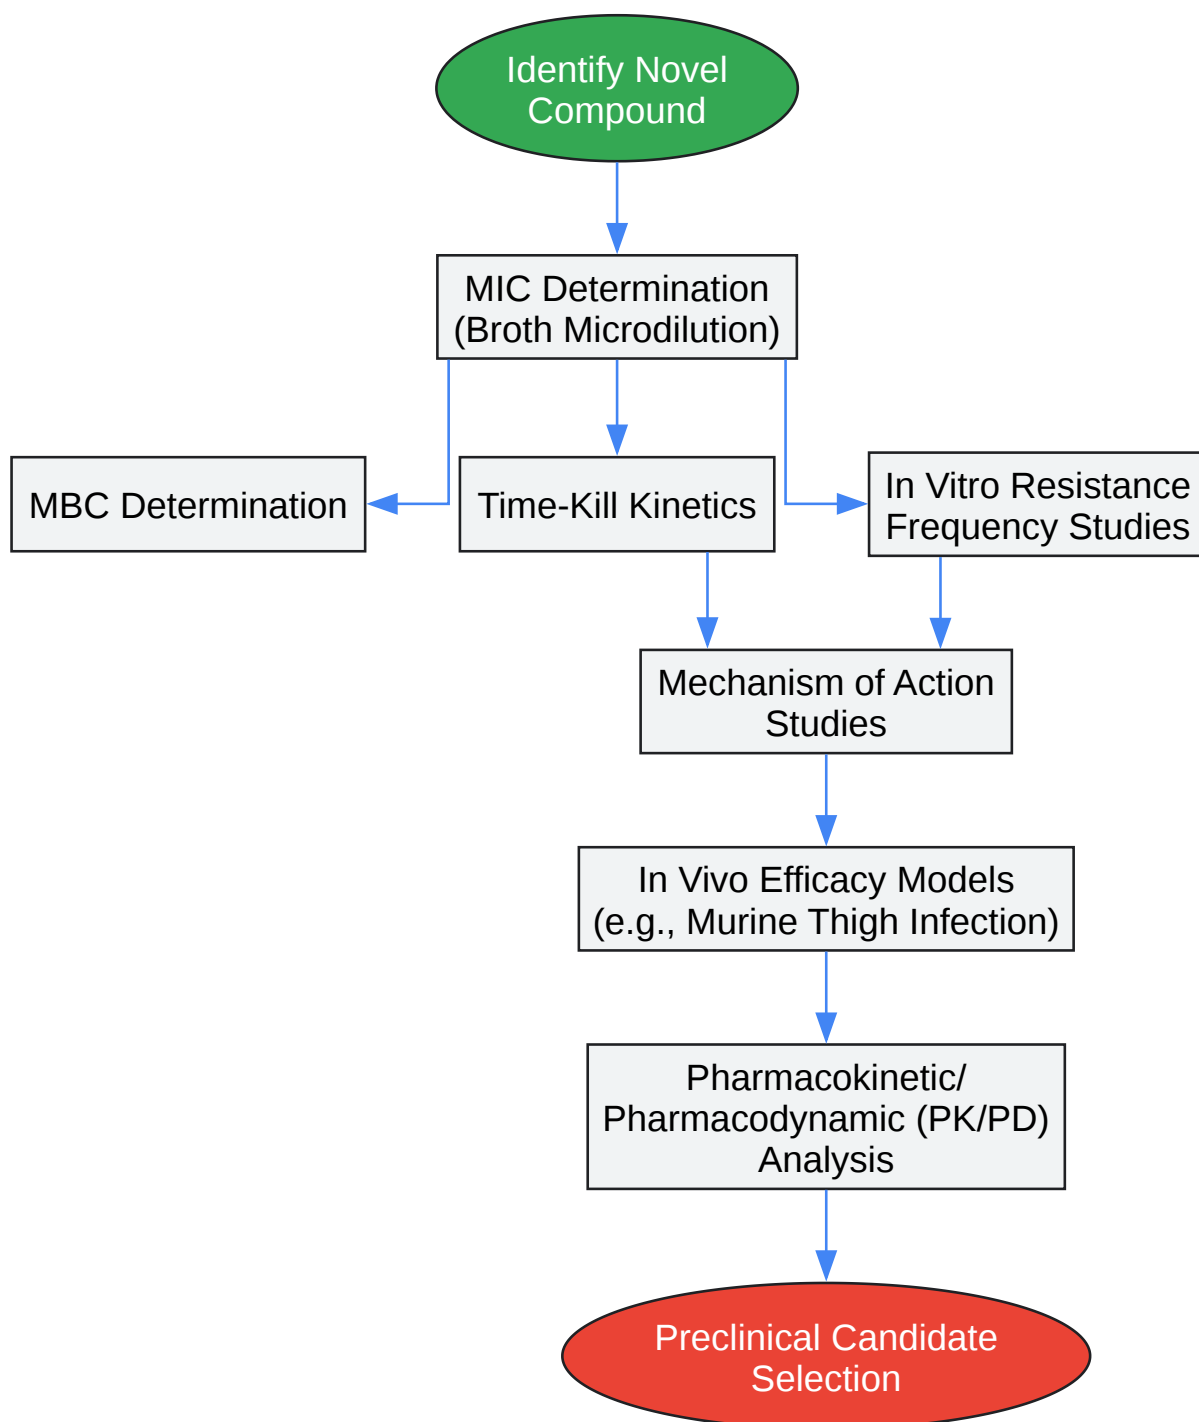 Identify Novel
Compound
MIC Determination
(Broth Microdilution)
MBC Determination
Time-Kill Kinetics
In Vitro Resistance
Frequency Studies
Mechanism of Action
Studies
In Vivo Efficacy Models
(e.g., Murine Thigh Infection)
Pharmacokinetic/
Pharmacodynamic (PK/PD)
Analysis
Preclinical Candidate
Selection